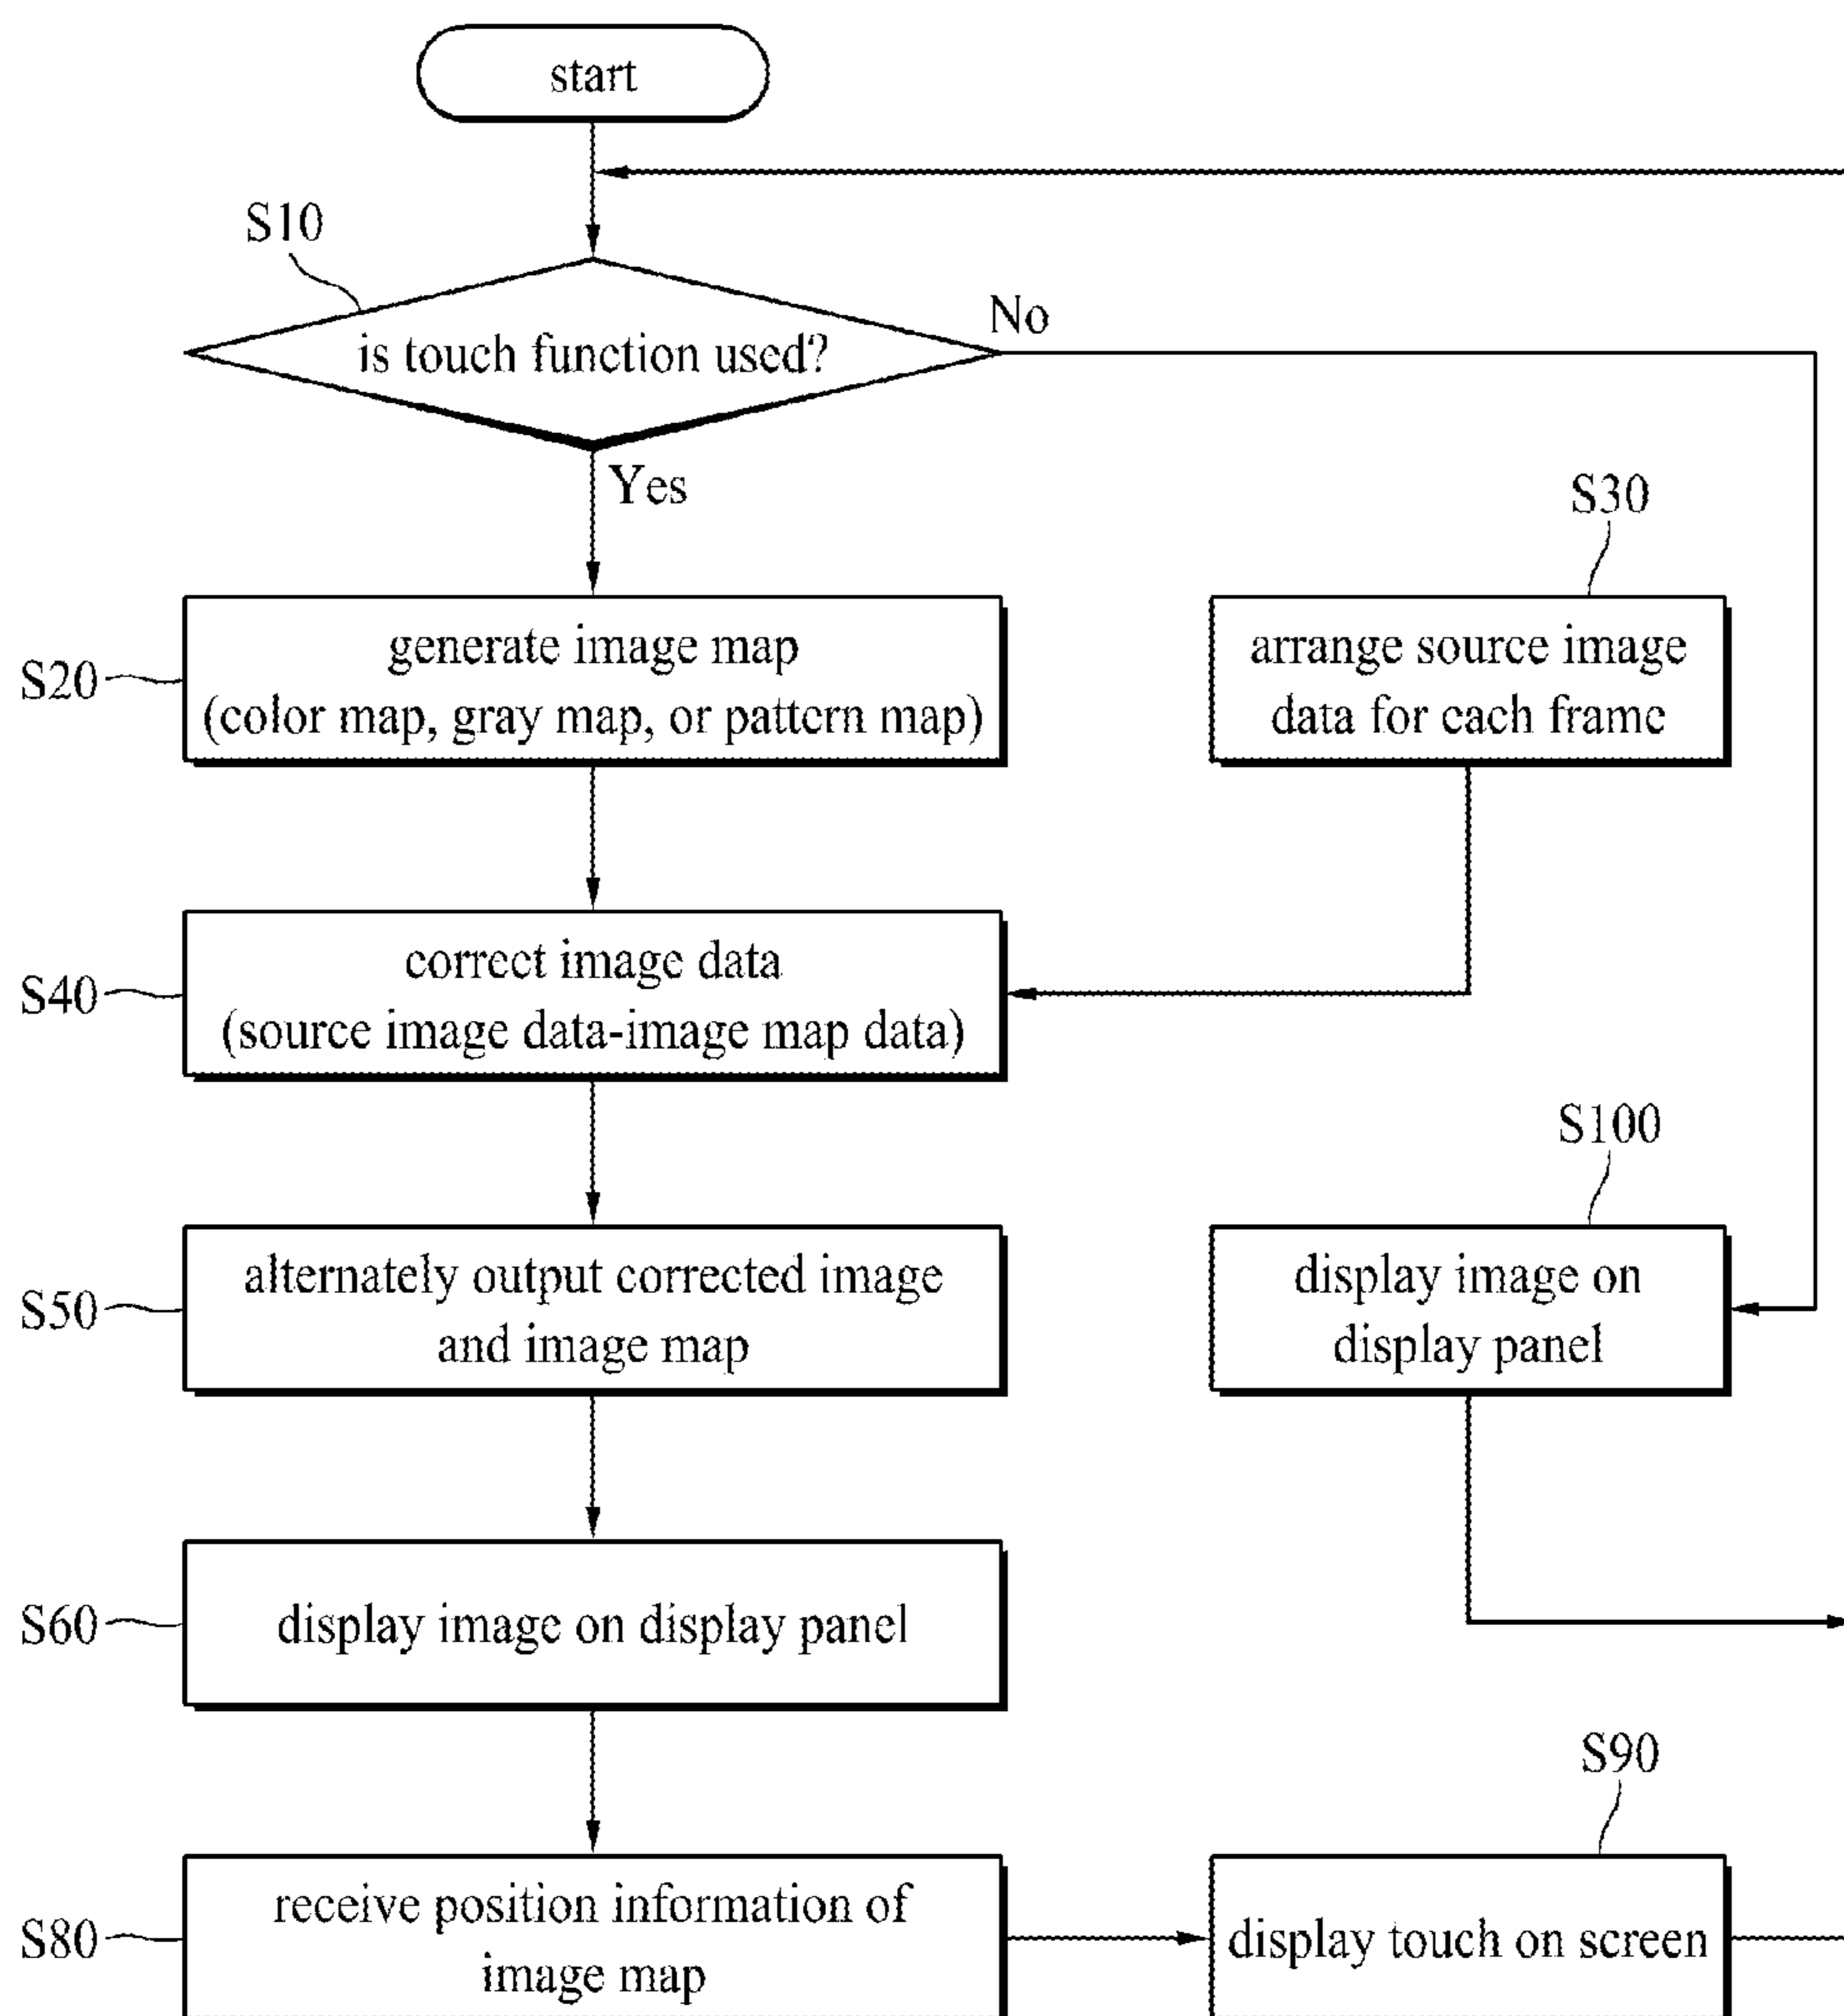 start
S10
is touch function used?
No
Yes
S30
S20
generate image map
(color map, gray map, or pattern map)
arrange source image
data for each frame
S40
correct image data
(source image data-image map data)
S100
S50
alternately output corrected image
and image map
display image on
display panel
S60
display image on display panel
S90
S80
receive position information of
image map
display touch on screen